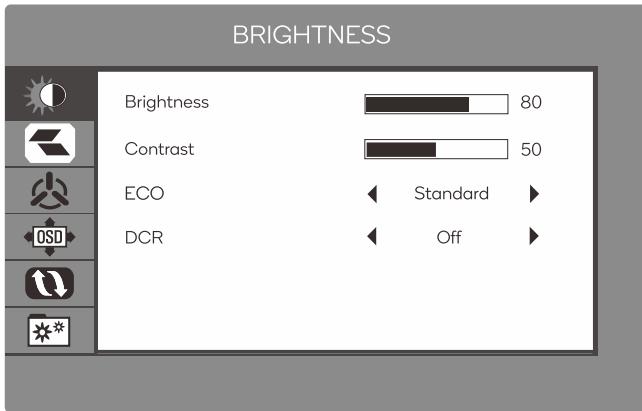 BRIGHTNESS
Brightness 80
Contrast 50
ECO Standard
OSD
DCR Off